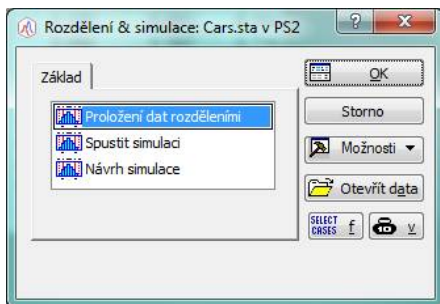 Rozdělení & simulace: Cars.sta v PS2
? X
Základ
Proložení dat rozděleními
Spustit simulaci
Návrh simulace
OK
Storno
Možnosti
Otevřít data
SELECT CASES f
v